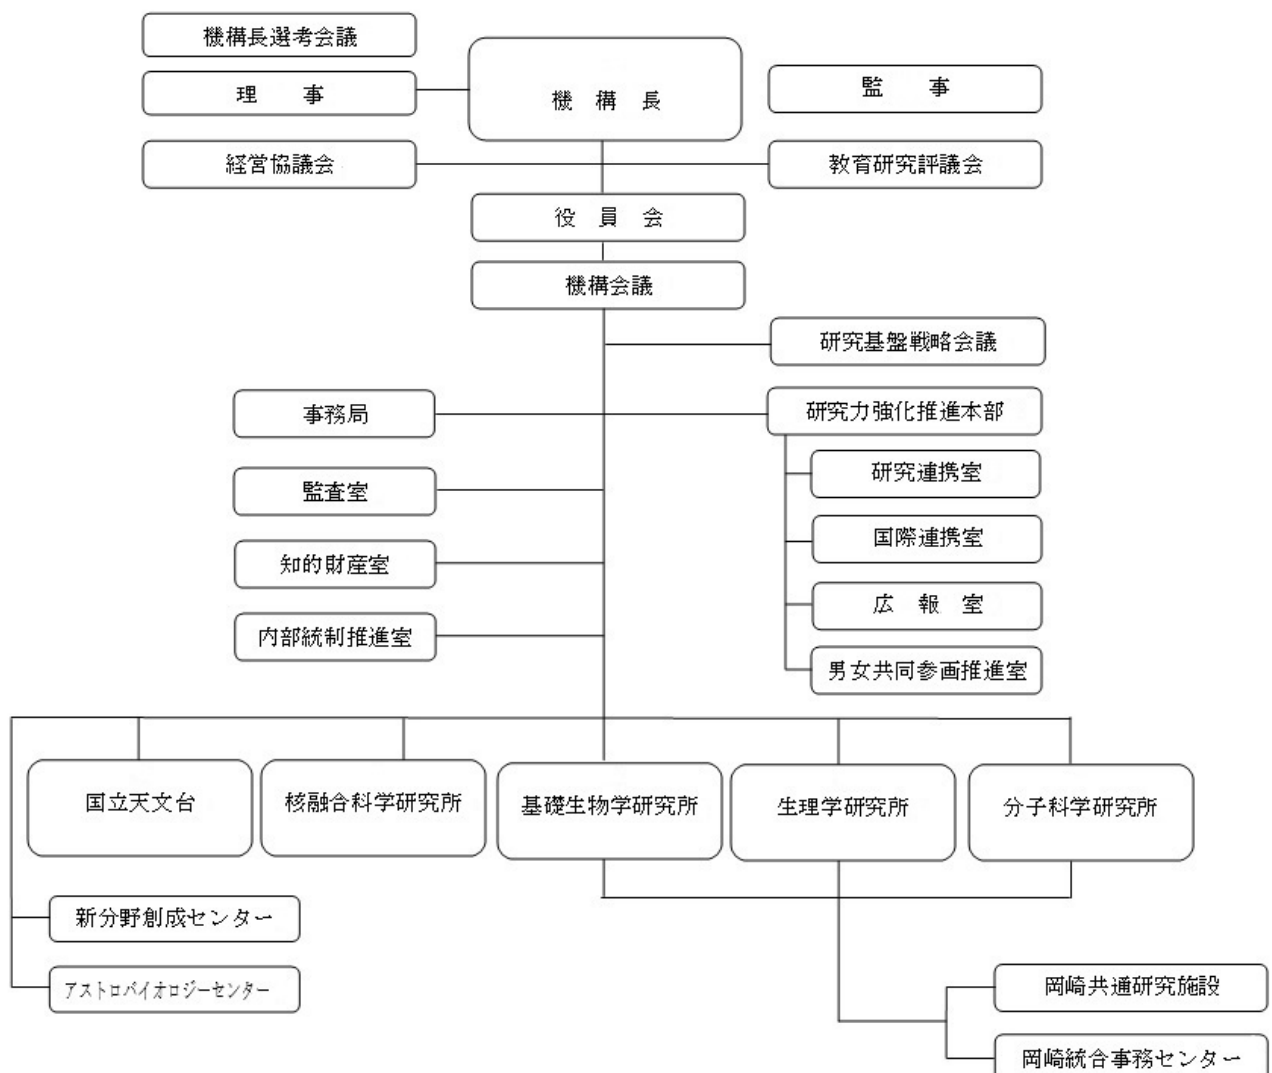 機構長選考会議
機 構 長
理 事
監 事
経営協議会
教育研究評議会
役 員 会
機構会議
研究基盤戦略会議
事務局
研究力強化推進本部
研究連携室
監査室
国際連携室
知的財産室
広 報 室
内部統制推進室
男女共同参画推進室
国立天文台
核融合科学研究所
基礎生物学研究所
生理学研究所
分子科学研究所
新分野創成センター
アストロバイオロジーセンター
岡崎共通研究施設
岡崎統合事務センター